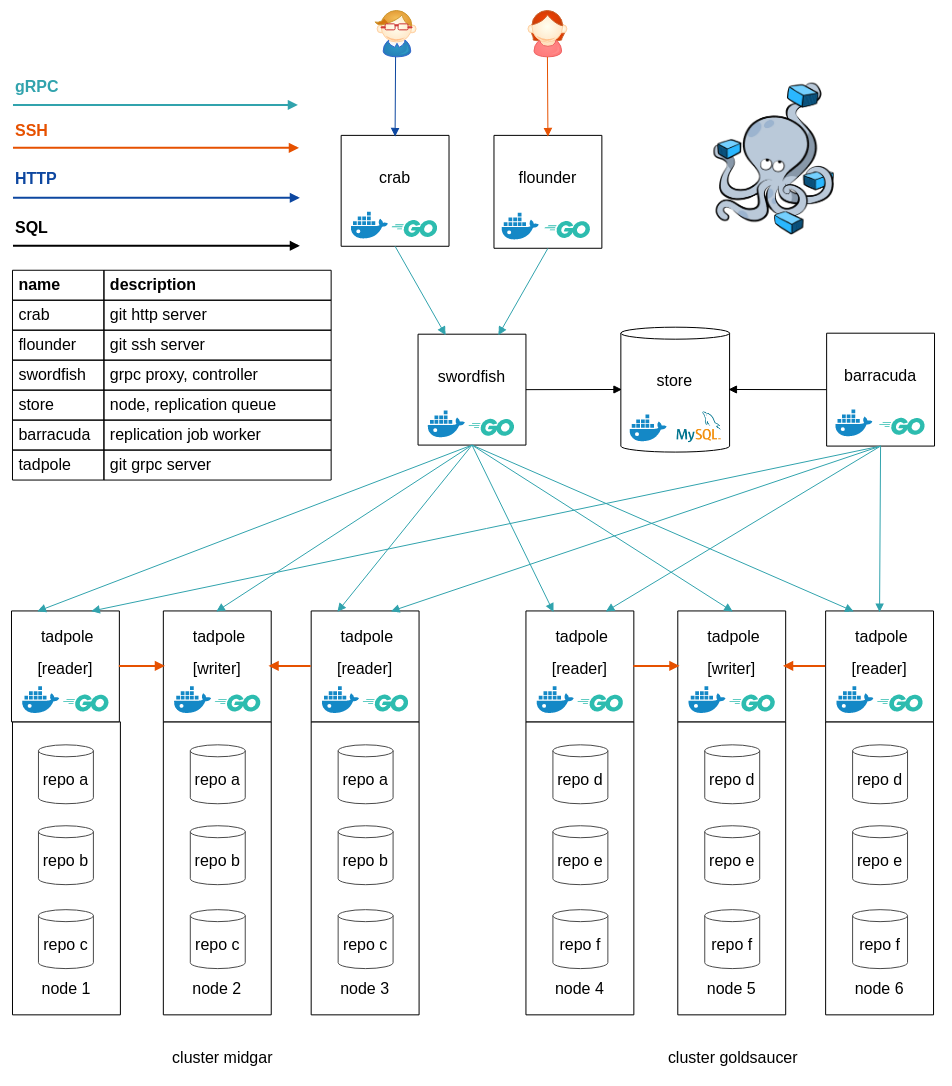 gRPC
SSH
HTTP
SQL
name description
crab git http server
flounder git ssh server
swordfish grpc proxy, controller
store node, replication queue
barracuda replication job worker
tadpole git grpc server
crab
GO
flounder
GO
swordfish
GO
store
MySQL
barracuda
GO
tadpole
[reader]
GO
repo a
repo b
repo c
node 1
tadpole
[writer]
GO
repo a
repo b
repo c
node 2
tadpole
[reader]
GO
repo a
repo b
repo c
node 3
cluster midgar
tadpole
[reader]
GO
repo d
repo e
repo f
node 4
tadpole
[writer]
GO
repo d
repo e
repo f
node 5
tadpole
[reader]
GO
repo d
repo e
repo f
node 6
cluster goldsaucer